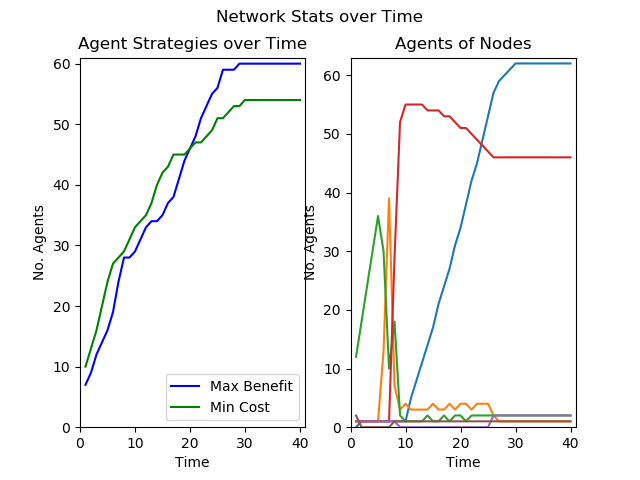 Network Stats over Time
Agent Strategies over Time
No. Agents
60
50
40
30
20
10
0
0 10 20 30 40
Time
Max Benefit
Min Cost
Agents of Nodes
No. Agents
60
50
40
30
20
10
0
0 10 20 30 40
Time